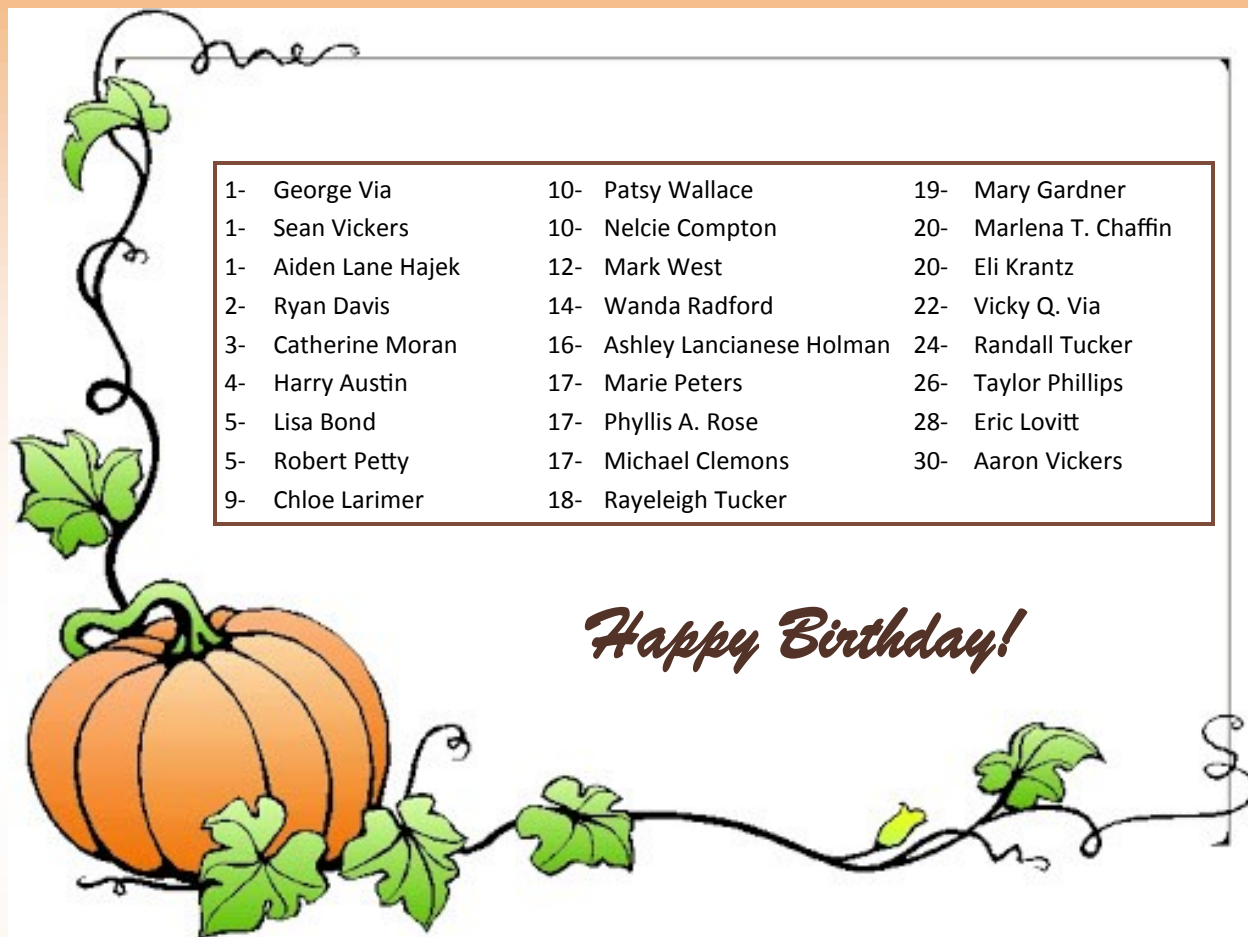 1- George Via
1- Sean Vickers
1- Aiden Lane Hajek
2- Ryan Davis
3- Catherine Moran
4- Harry Austin
5- Lisa Bond
5- Robert Petty
9- Chloe Larimer
10- Patsy Wallace
10- Nelcie Compton
12- Mark West
14- Wanda Radford
16- Ashley Lancianese Holman
17- Marie Peters
17- Phyllis A. Rose
17- Michael Clemons
18- Rayeleigh Tucker
19- Mary Gardner
20- Marlena T. Chaffin
20- Eli Krantz
22- Vicky Q. Via
24- Randall Tucker
26- Taylor Phillips
28- Eric Lovitt
30- Aaron Vickers
Happy Birthday!